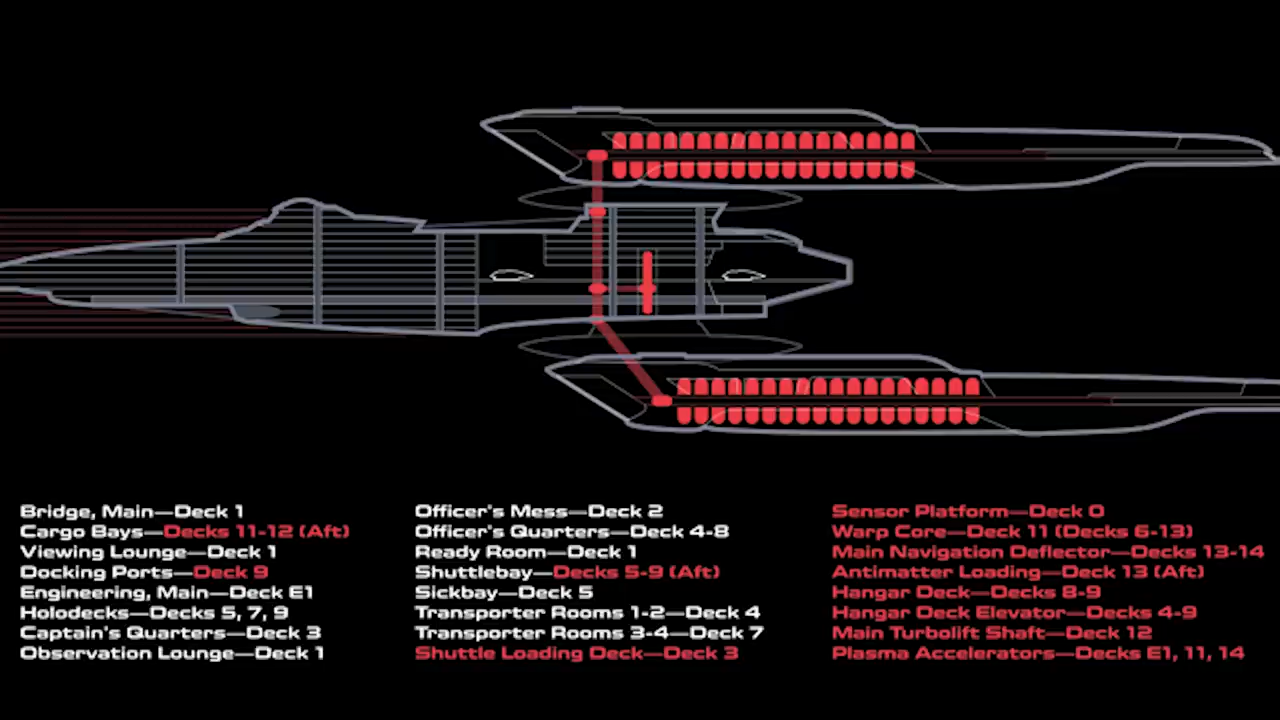 Bridge, Main—Deck 1
Cargo Bays—Decks 11-12 (Aft)
Viewing Lounge—Deck 1
Docking Ports—Deck 9
Engineering, Main—Deck E1
Holodecks—Decks 5, 7, 9
Captain's Quarters—Deck 3
Observation Lounge—Deck 1
Officer's Mess—Deck 2
Officer's Quarters—Deck 4-8
Ready Room—Deck 1
Shuttlebay—Decks 5-9 (Aft)
Sickbay—Deck 5
Transporter Rooms 1-2—Deck 4
Transporter Rooms 3-4—Deck 7
Shuttle Loading Deck—Deck 3
Sensor Platform—Deck 0
Warp Core—Deck 11 (Decks 6-13)
Main Navigation Deflector—Decks 13-14
Antimatter Loading—Deck 13 (Aft)
Hangar Deck—Decks 8-9
Hangar Deck Elevator—Decks 4-9
Main Turbolift Shaft—Deck 12
Plasma Accelerators—Decks E1, 11, 14